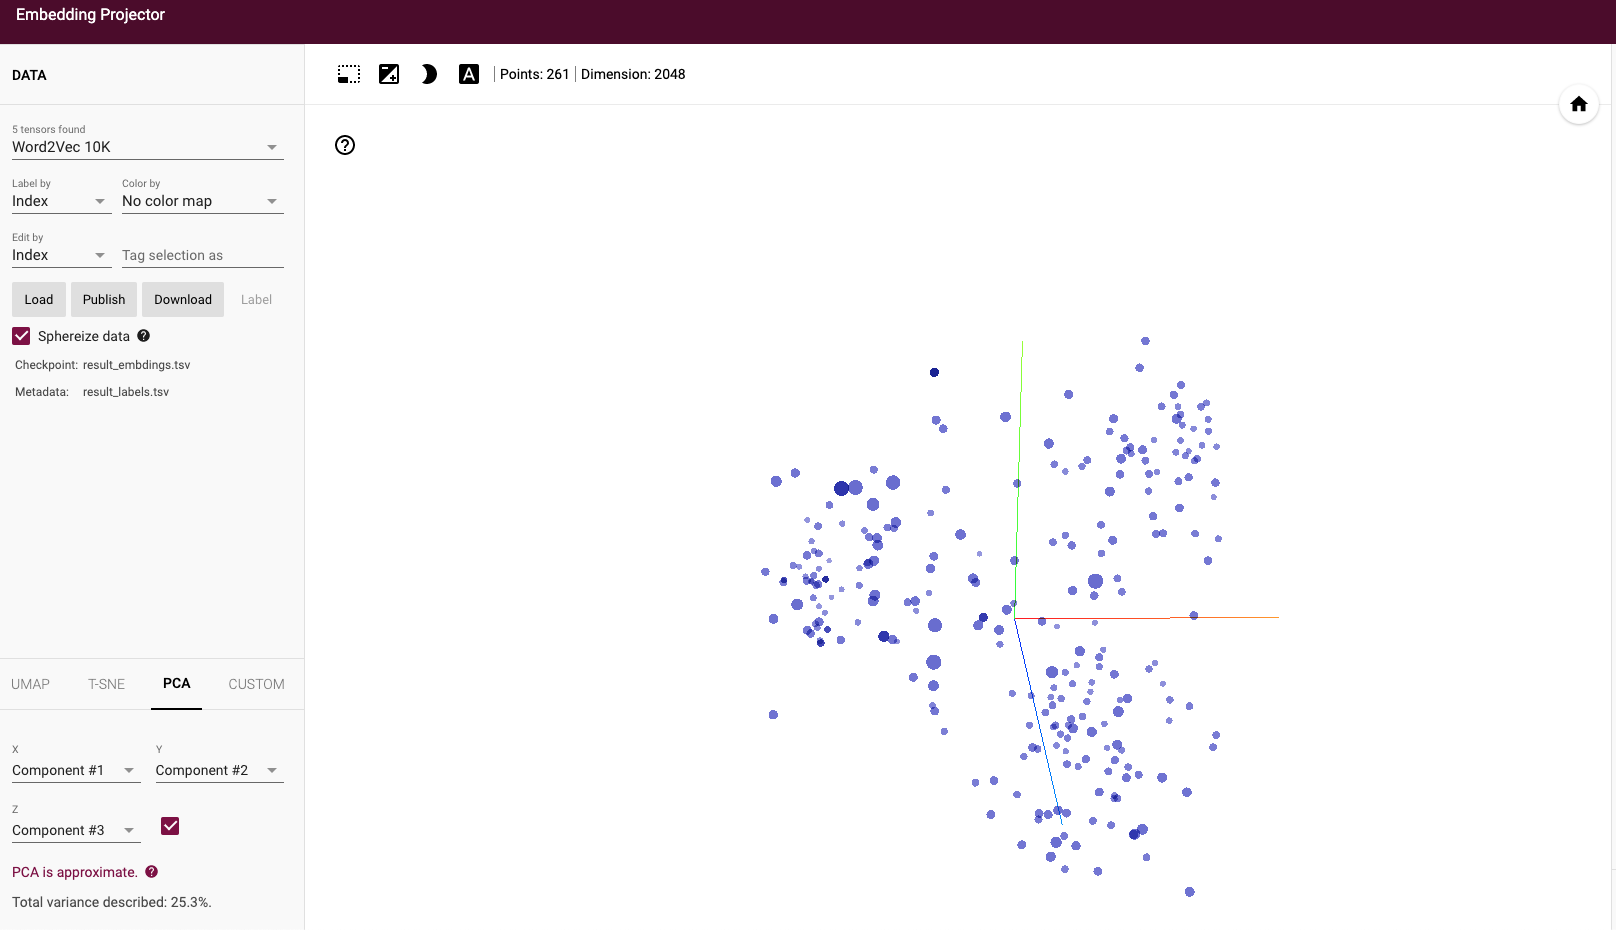 Embedding Projector
DATA
5 tensors found
Word2Vec 10K
Label by
Color by
Index
No color map
Edit by
Index
Tag selection as
Load
Publish
Download
Label
Sphereize data
Checkpoint: result_embdings.tsv
Metadata: result_labels.tsv
UMAP
T-SNE
PCA
CUSTOM
X
Y
Component #1
Component #2
Z
Component #3
PCA is approximate.
Total variance described: 25.3%.
A
Points: 261
Dimension: 2048